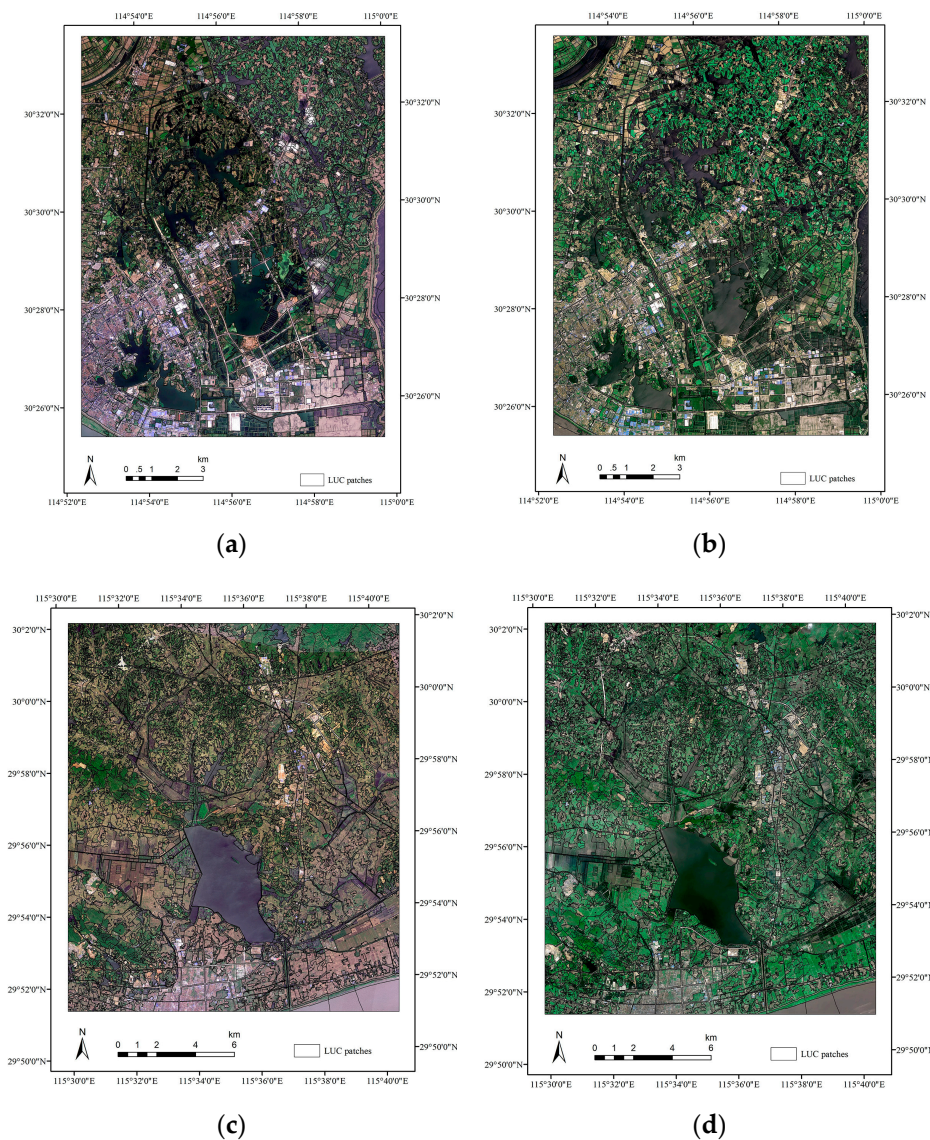 114°54'0"E 114°56'0"E 114°58'0"E 115°0'0"E
30°32'0"N
30°30'0"N
30°28'0"N
30°26'0"N
30°32'0"N
30°30'0"N
30°28'0"N
30°26'0"N
N
km
0 .5 1 2 3
LUC patches
114°52'0"E 114°54'0"E 114°56'0"E 114°58'0"E 115°0'0"E
(a)
114°54'0"E 114°56'0"E 114°58'0"E 115°0'0"E
30°32'0"N
30°30'0"N
30°28'0"N
30°26'0"N
30°32'0"N
30°30'0"N
30°28'0"N
30°26'0"N
N
km
0 .5 1 2 3
LUC patches
114°52'0"E 114°54'0"E 114°56'0"E 114°58'0"E 115°0'0"E
(b)
115°30'0"E 115°32'0"E 115°34'0"E 115°36'0"E 115°38'0"E 115°40'0"E
30°2'0"N
30°0'0"N
29°58'0"N
29°56'0"N
29°54'0"N
29°52'0"N
29°50'0"N
30°2'0"N
30°0'0"N
29°58'0"N
29°56'0"N
29°54'0"N
29°52'0"N
29°50'0"N
N
km
0 1 2 4 6
LUC patches
115°30'0"E 115°32'0"E 115°34'0"E 115°36'0"E 115°38'0"E 115°40'0"E
(c)
115°30'0"E 115°32'0"E 115°34'0"E 115°36'0"E 115°38'0"E 115°40'0"E
30°2'0"N
30°0'0"N
29°58'0"N
29°56'0"N
29°54'0"N
29°52'0"N
29°50'0"N
30°2'0"N
30°0'0"N
29°58'0"N
29°56'0"N
29°54'0"N
29°52'0"N
29°50'0"N
N
km
0 1 2 4 6
LUC patches
115°30'0"E 115°32'0"E 115°34'0"E 115°36'0"E 115°38'0"E 115°40'0"E
(d)